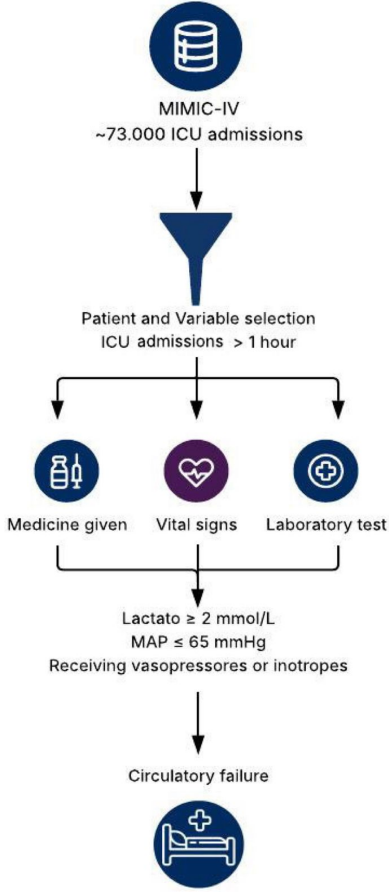 MIMIC-IV
~73.000 ICU admissions
Patient and Variable selection
ICU admissions > 1 hour
Medicine given Vital signs Laboratory test
Lactato ≥ 2 mmol/L
MAP ≤ 65 mmHg
Receiving vasopressores or inotropes
Circulatory failure